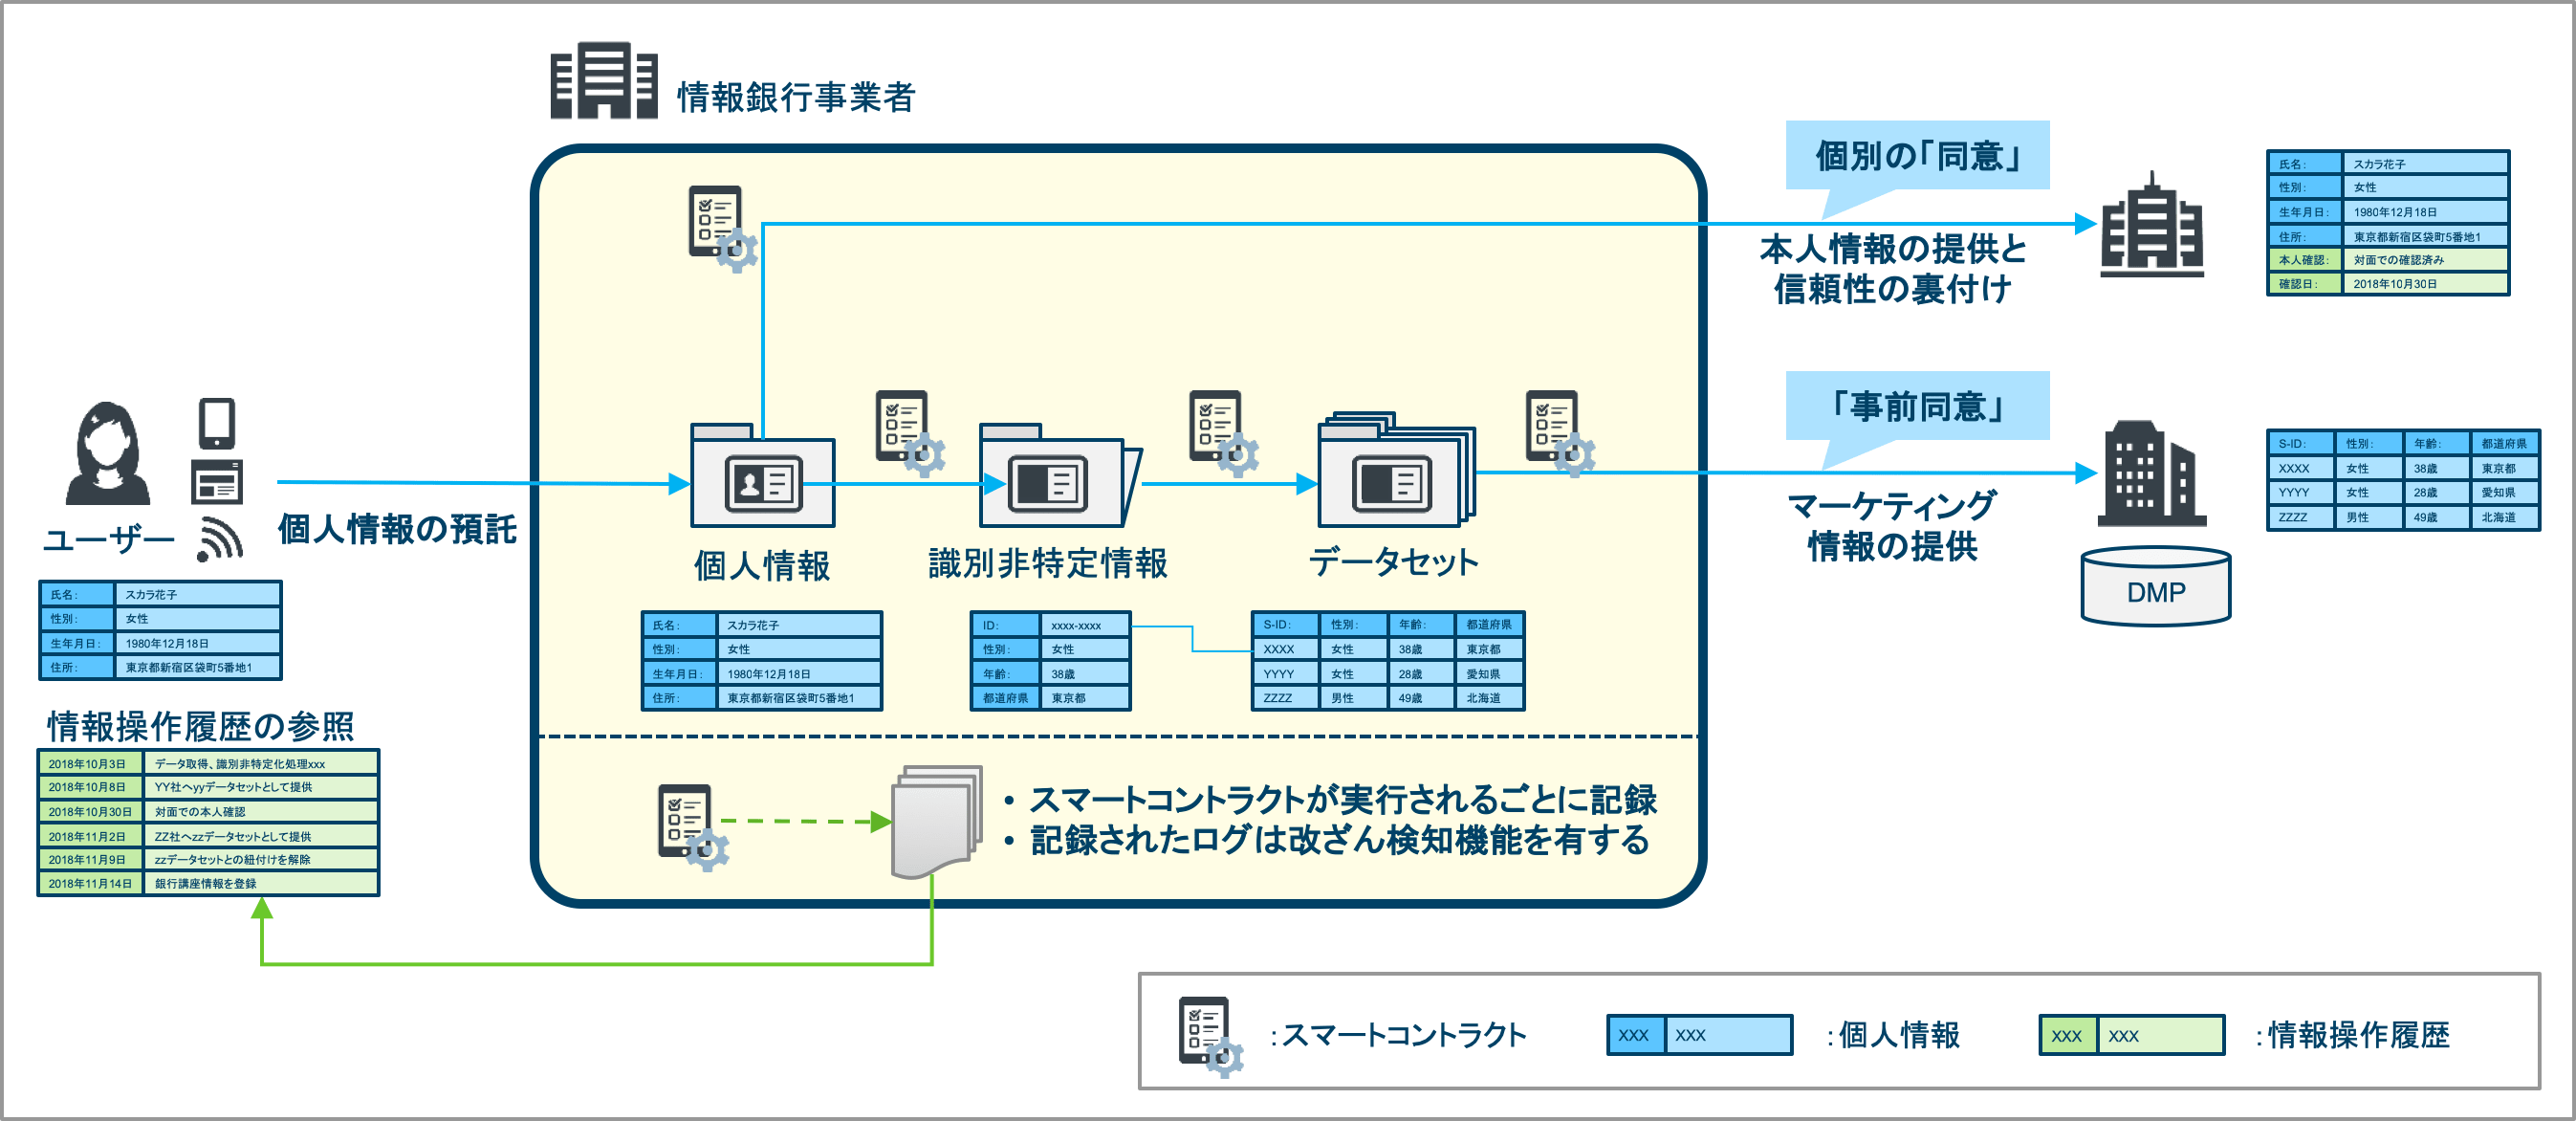 情報銀行事業者
個別の「同意」
本人情報の提供と
信頼性の裏付け
氏名: スカラ花子
性別: 女性
生年月日: 1980年12月18日
住所: 東京都新宿区袋町5番地1
本人確認: 対面での確認済み
確認日: 2018年10月30日
「事前同意」
マーケティング
情報の提供
DMP
S-ID: 性別: 年齢: 都道府県
XXXX 女性 38歳 東京都
YYYY 女性 28歳 愛知県
ZZZZ 男性 49歳 北海道
ユーザー
個人情報の預託
氏名: スカラ花子
性別: 女性
生年月日: 1980年12月18日
住所: 東京都新宿区袋町5番地1
個人情報
識別非特定情報
データセット
氏名: スカラ花子
性別: 女性
生年月日: 1980年12月18日
住所: 東京都新宿区袋町5番地1
ID: xxxx-xxxx
性別: 女性
年齢: 38歳
都道府県 東京都
S-ID: 性別: 年齢: 都道府県
XXXX 女性 38歳 東京都
YYYY 女性 28歳 愛知県
ZZZZ 男性 49歳 北海道
情報操作履歴の参照
2018年10月3日 データ取得、識別非特定化処理xxx
2018年10月8日 YY社へyyデータセットとして提供
2018年10月30日 対面での本人確認
2018年11月2日 ZZ社へzzデータセットとして提供
2018年11月9日 zzデータセットとの紐付けを解除
2018年11月14日 銀行講座情報を登録
• スマートコントラクトが実行されるごとに記録
• 記録されたログは改ざん検知機能を有する
:スマートコントラクト
XXX XXX :個人情報
XXX XXX :情報操作履歴